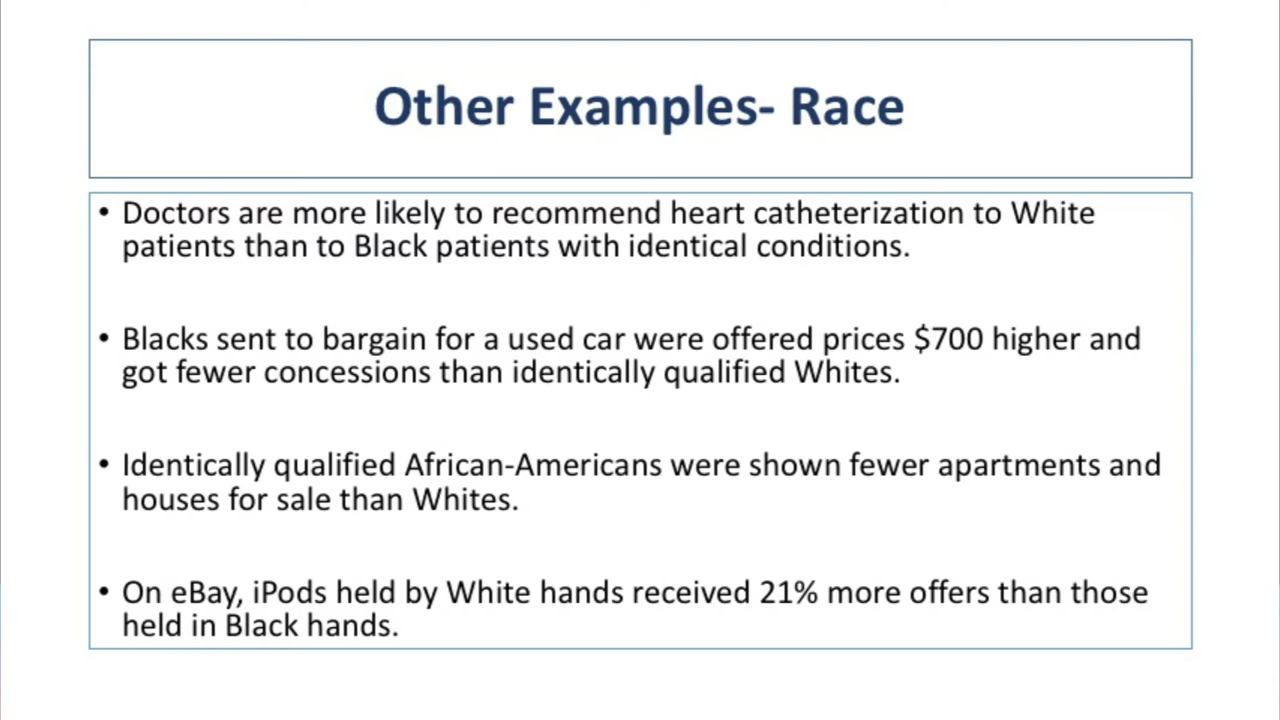 Other Examples- Race
• Doctors are more likely to recommend heart catheterization to White
patients than to Black patients with identical conditions.
• Blacks sent to bargain for a used car were offered prices $700 higher and
got fewer concessions than identically qualified Whites.
• Identically qualified African-Americans were shown fewer apartments and
houses for sale than Whites.
• On eBay, iPods held by White hands received 21% more offers than those
held in Black hands.